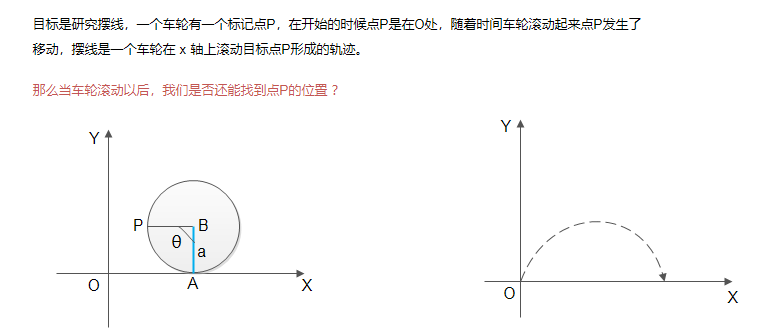 目标是研究摆线，一个车轮有一个标记点P，在开始的时候点P是在O处，随着时间车轮滚动起来点P发生了
移动，摆线是一个车轮在 x 轴上滚动目标点P形成的轨迹。
那么当车轮滚动以后，我们是否还能找到点P的位置？
Y
P
B
θ
a
O
A
X
Y
O
X